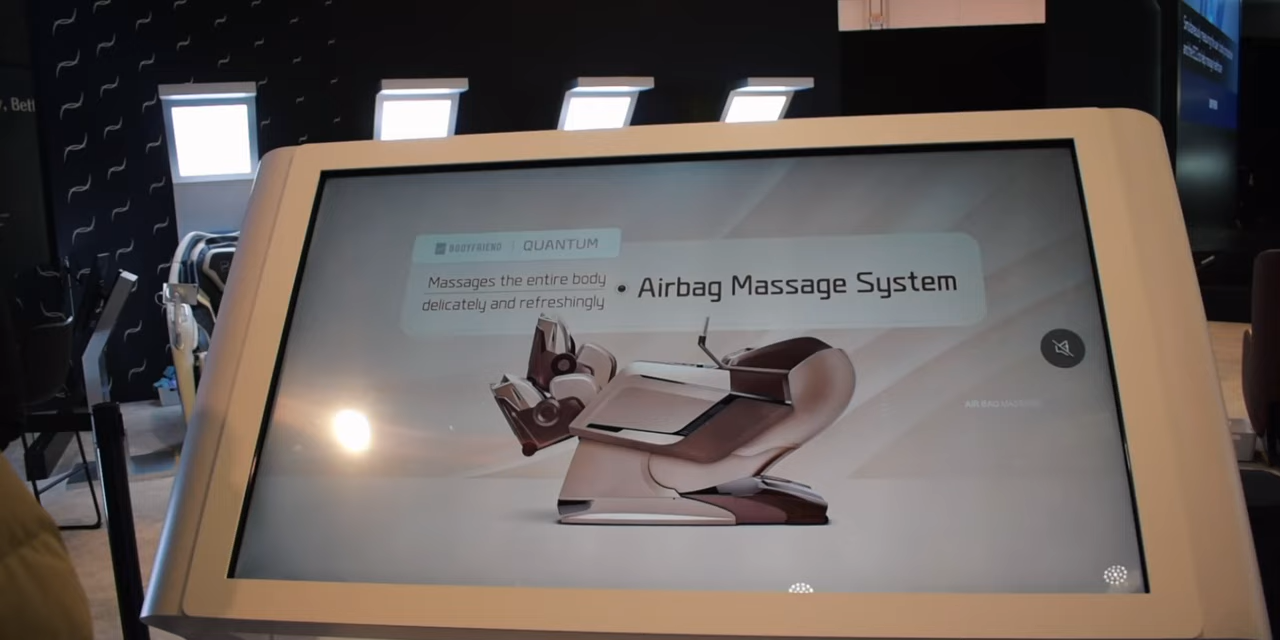 BODYFRIEND | QUANTUM
Massages the entire body
delicately and refreshingly
• Airbag Massage System
AIR BAG MASSAGE